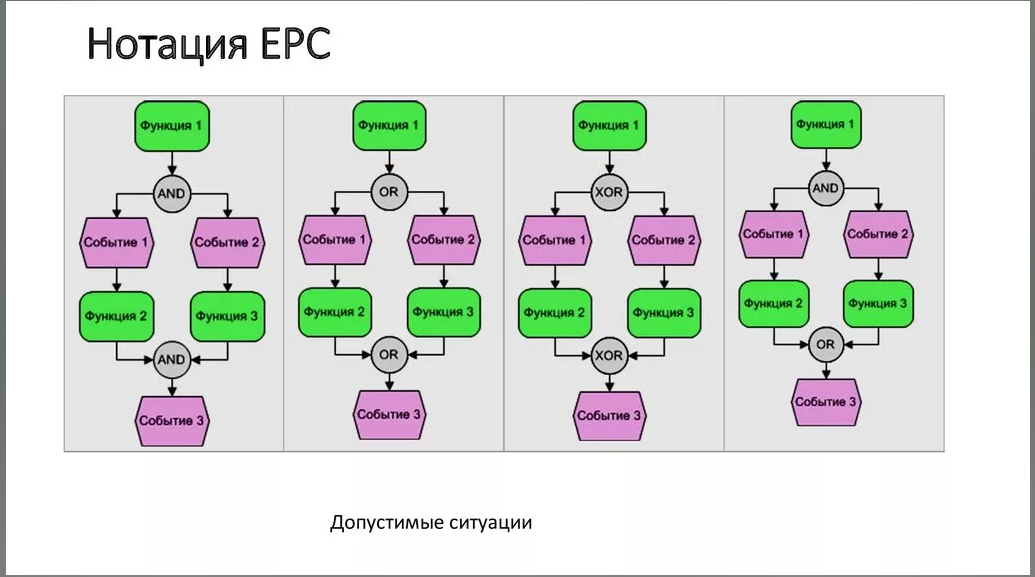 Нотация EPC
Функция 1
AND
Событие 1
Событие 2
Функция 2
Функция 3
AND
Событие 3
Функция 1
OR
Событие 1
Событие 2
Функция 2
Функция 3
OR
Событие 3
Функция 1
XOR
Событие 1
Событие 2
Функция 2
Функция 3
XOR
Событие 3
Функция 1
AND
Событие 1
Событие 2
Функция 2
Функция 3
OR
Событие 3
Допустимые ситуации